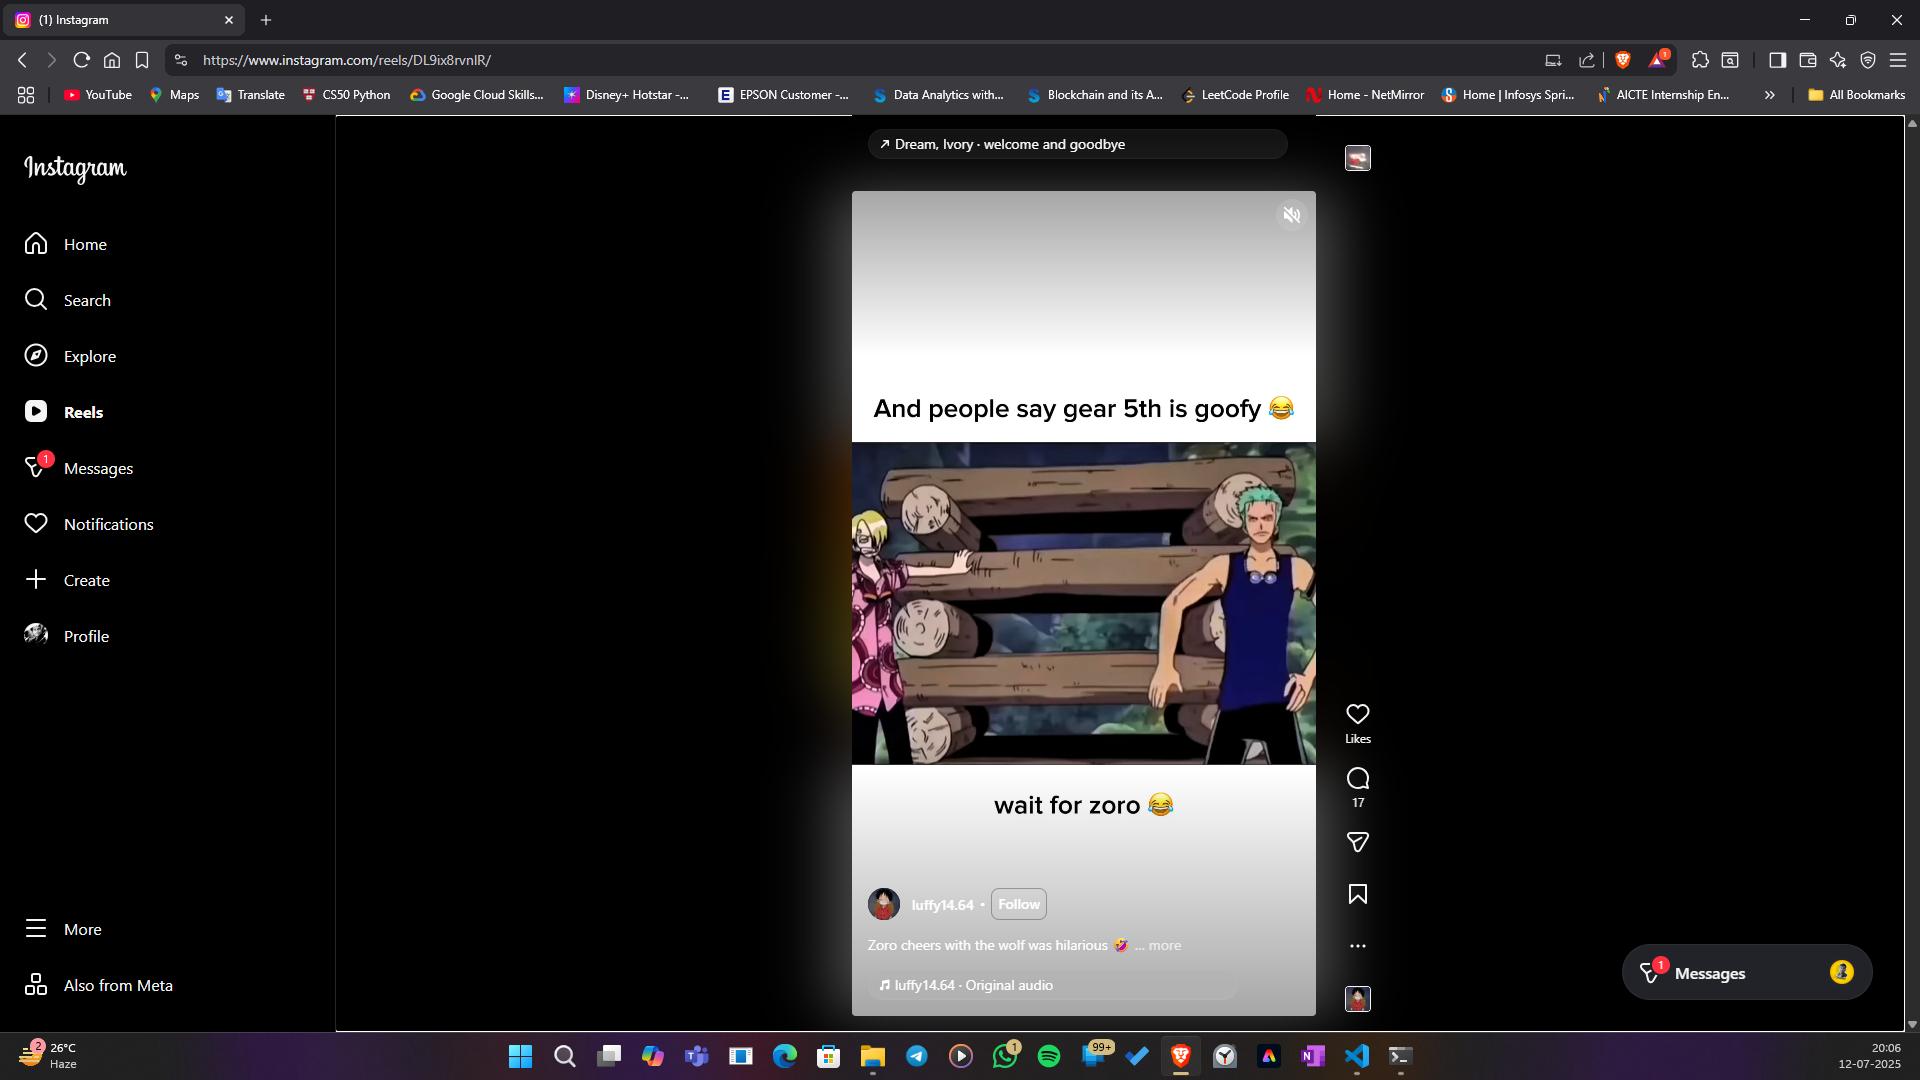 (1) Instagram
https://www.instagram.com/reels/DL9ix8rvnlR/
1
YouTube
Maps
Translate
CS50 Python
Google Cloud Skills...
Disney+ Hotstar -...
EPSON Customer -...
Data Analytics with...
Blockchain and its A...
LeetCode Profile
Home - NetMirror
Home | Infosys Spri...
AICTE Internship En...
All Bookmarks
Instagram
Home
Search
Explore
Reels
1
Messages
Notifications
Create
Profile
More
Also from Meta
Dream, Ivory · welcome and goodbye
And people say gear 5th is goofy 😂
wait for zoro 😂
luffy14.64 • Follow
Zoro cheers with the wolf was hilarious 🤣 ... more
luffy14.64 · Original audio
Likes
17
1
Messages
2
26°C
Haze
1
99+
20:06
12-07-2025